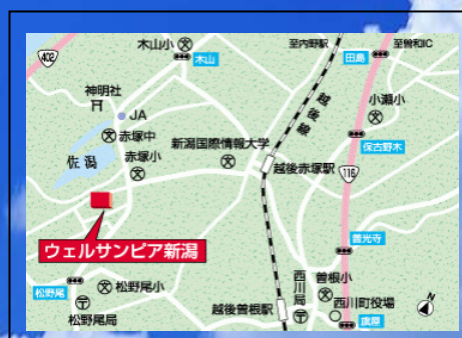 402
木山小
木山
至内野駅
田島
至曽和IC
神明社
JA
越後線
小瀬小
赤塚中
佐潟
赤塚小
新潟国際情報大学
保古野木
越後赤塚駅
116
ウェルサンピア新潟
善光寺
松野尾
松野尾小
松野尾局
越後曽根駅
西川局
曽根小
西川町役場
旗屋
N